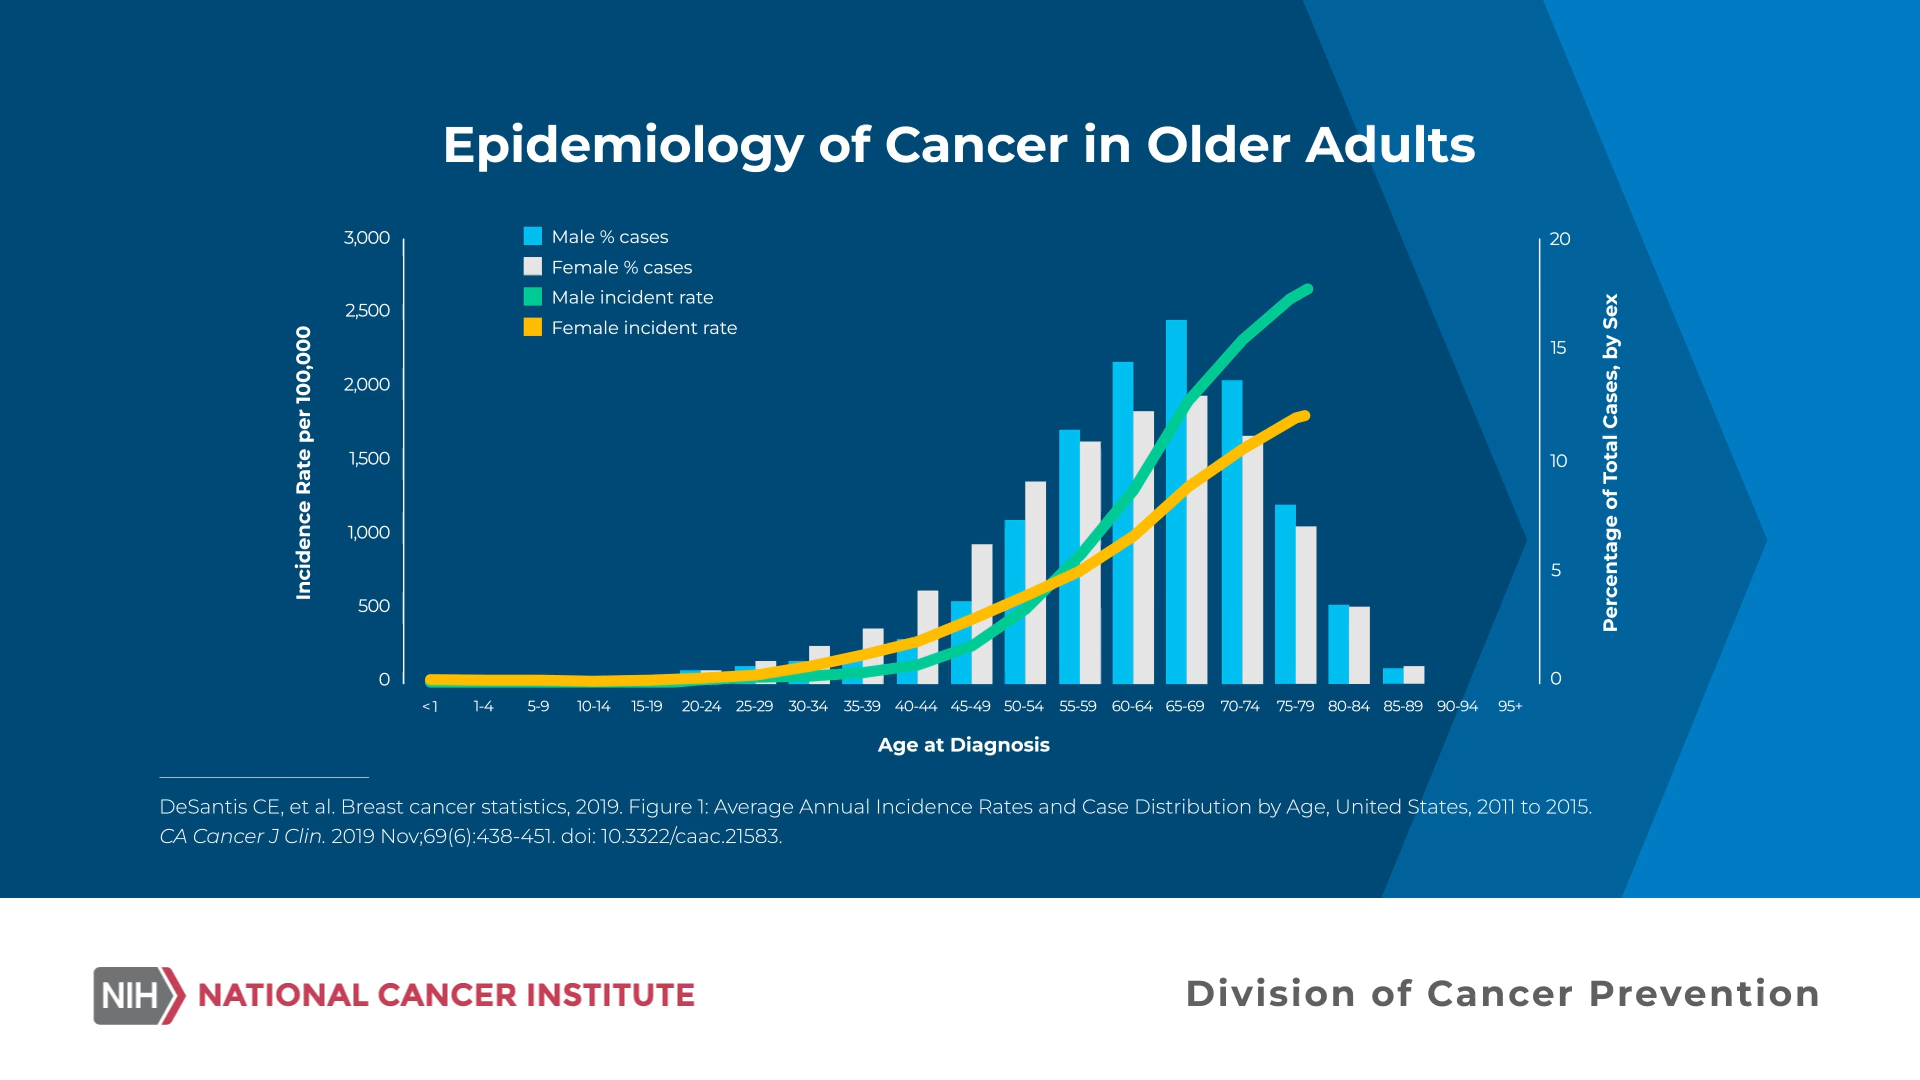 Epidemiology of Cancer in Older Adults
Male % cases
Female % cases
Male incident rate
Female incident rate
Incidence Rate per 100,000
3,000
2,500
2,000
1,500
1,000
500
0
20
15
10
5
0
Percentage of Total Cases, by Sex
<1 1-4 5-9 10-14 15-19 20-24 25-29 30-34 35-39 40-44 45-49 50-54 55-59 60-64 65-69 70-74 75-79 80-84 85-89 90-94 95+
Age at Diagnosis
DeSantis CE, et al. Breast cancer statistics, 2019. Figure 1: Average Annual Incidence Rates and Case Distribution by Age, United States, 2011 to 2015.
CA Cancer J Clin. 2019 Nov;69(6):438-451. doi: 10.3322/caac.21583.
NIH NATIONAL CANCER INSTITUTE
Division of Cancer Prevention